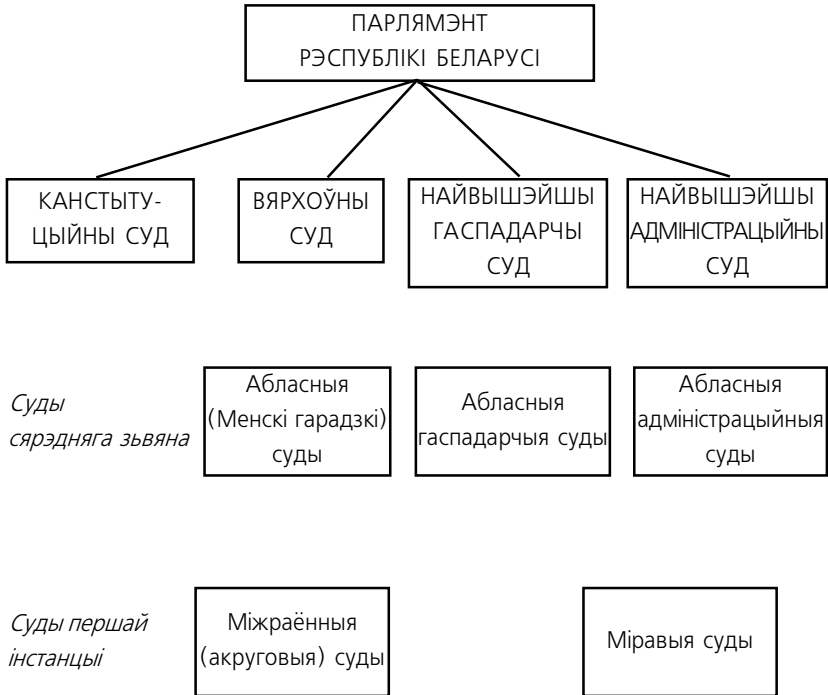 ПАРЛЯМЭНТ
РЭСПУБЛІКІ БЕЛАРУСІ
КАНСТЫТУ-
ЦЫЙНЫ СУД
ВЯРХОЎНЫ
СУД
НАЙВЫШЭЙШЫ
ГАСПАДАРЧЫ
СУД
НАЙВЫШЭЙШЫ
АДМІНІСТРАЦЫЙНЫ
СУД
Суды
сярэдняга зьвяна
Абласныя
(Менскі гарадзкі)
суды
Абласныя
гаспадарчыя суды
Абласныя
адміністрацыйныя
суды
Суды першай
інстанцыі
Міжраённыя
(акруговыя) суды
Міравыя суды